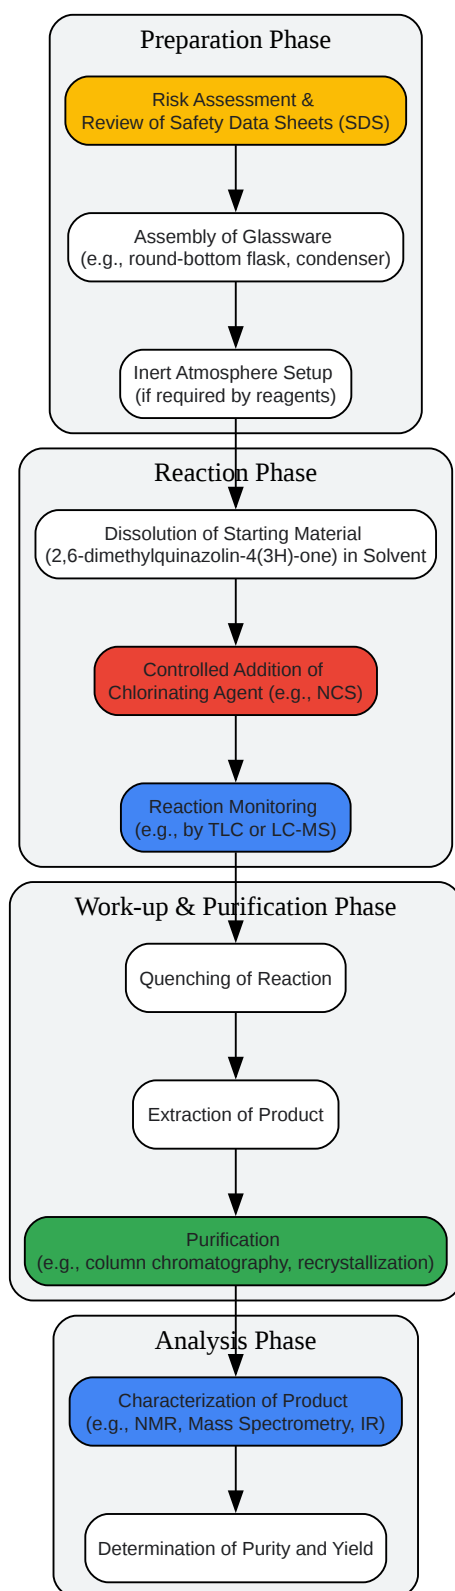 Preparation Phase
Risk Assessment &
Review of Safety Data Sheets (SDS)
Assembly of Glassware
(e.g., round-bottom flask, condenser)
Inert Atmosphere Setup
(if required by reagents)
Reaction Phase
Dissolution of Starting Material
(2,6-dimethylquinazolin-4(3H)-one) in Solvent
Controlled Addition of
Chlorinating Agent (e.g., NCS)
Reaction Monitoring
(e.g., by TLC or LC-MS)
Work-up & Purification Phase
Quenching of Reaction
Extraction of Product
Purification
(e.g., column chromatography, recrystallization)
Analysis Phase
Characterization of Product
(e.g., NMR, Mass Spectrometry, IR)
Determination of Purity and Yield